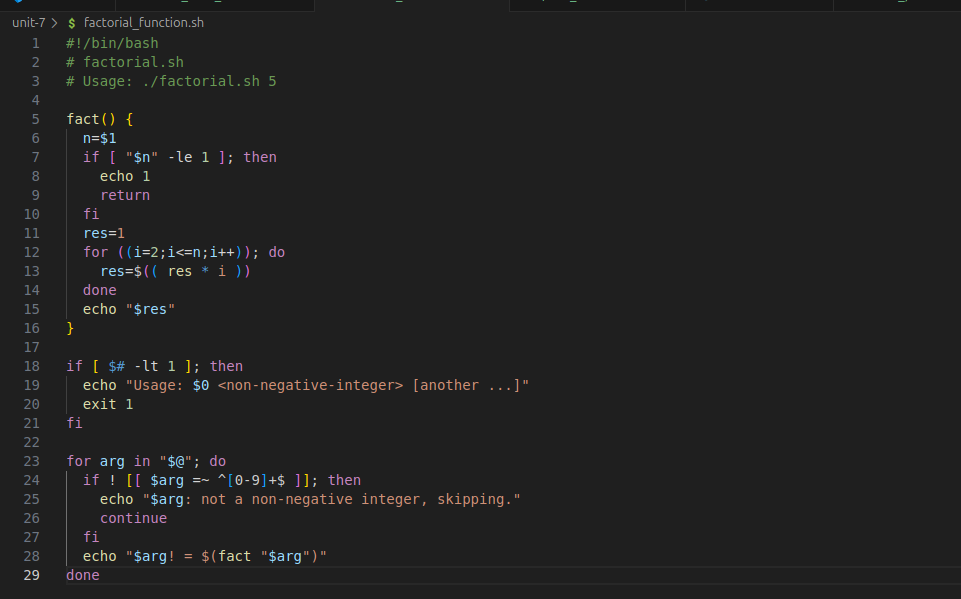 unit-7 > $ factorial_function.sh
1 #!/bin/bash
2 # factorial.sh
3 # Usage: ./factorial.sh 5
4
5 fact() {
6   n=$1
7   if [ "$n" -le 1 ]; then
8     echo 1
9     return
10   fi
11   res=1
12   for ((i=2;i<=n;i++)); do
13     res=$(( res * i ))
14   done
15   echo "$res"
16 }
17
18 if [ $# -lt 1 ]; then
19   echo "Usage: $0 <non-negative-integer> [another ...]"
20   exit 1
21 fi
22
23 for arg in "$@"; do
24   if ! [[ $arg =~ ^[0-9]+$ ]]; then
25     echo "$arg: not a non-negative integer, skipping."
26     continue
27   fi
28   echo "$arg! = $(fact "$arg")"
29 done